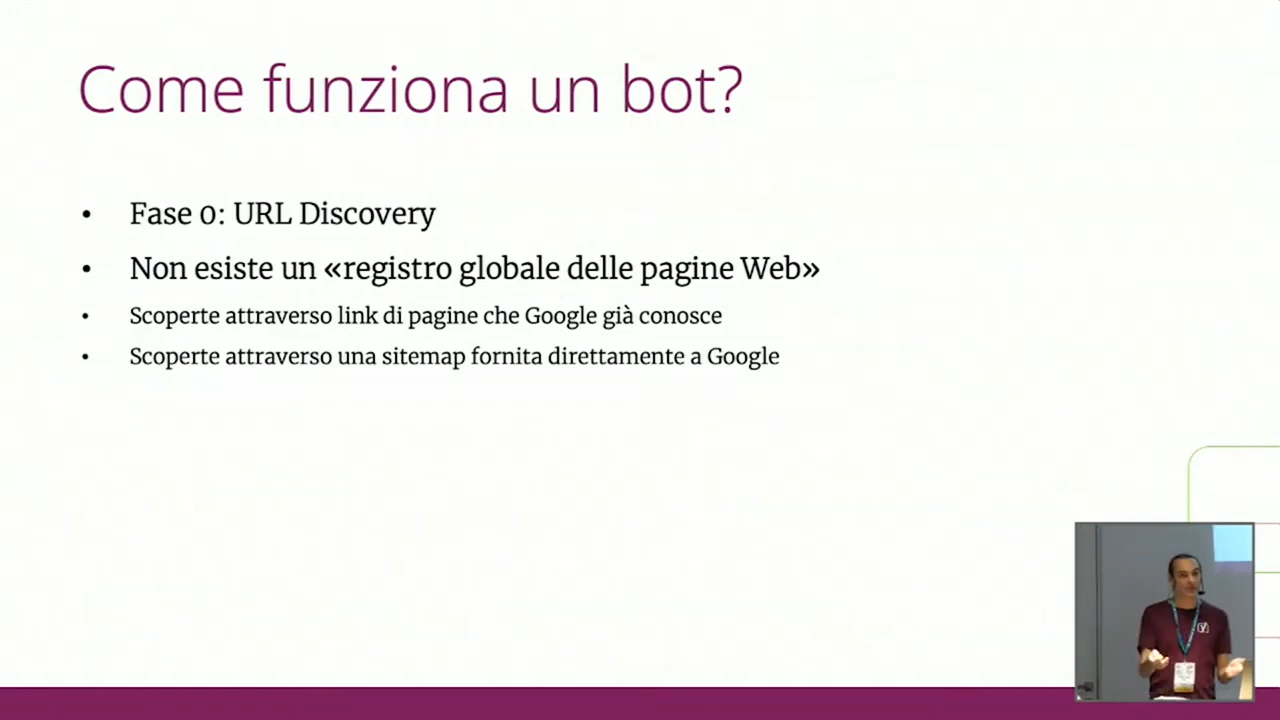 Come funziona un bot?
• Fase 0: URL Discovery
• Non esiste un «registro globale delle pagine Web»
• Scoperte attraverso link di pagine che Google già conosce
• Scoperte attraverso una sitemap fornita direttamente a Google